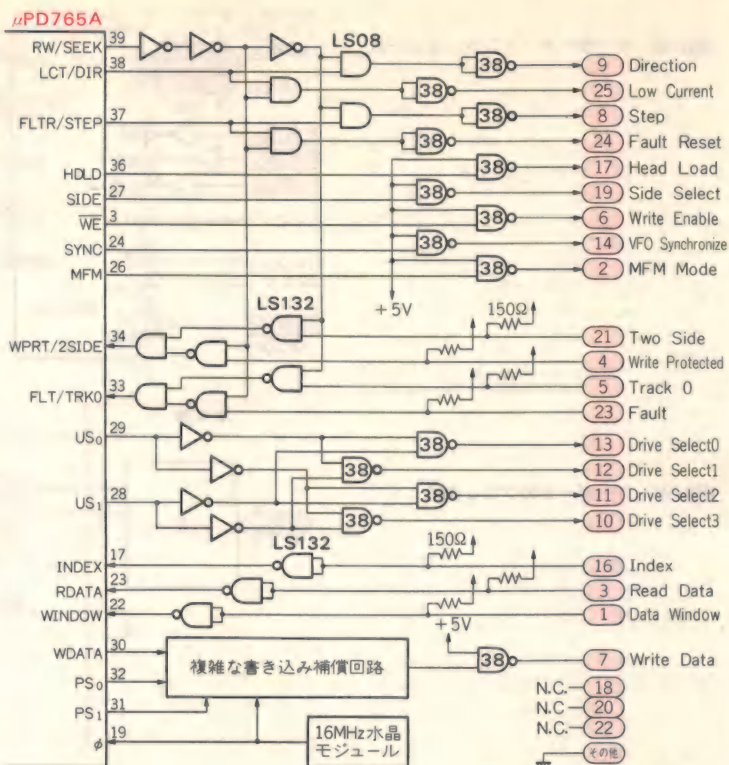 μPD765A
RW/SEEK 39 LS08 38 9 Direction
LCT/DIR 38 38 25 Low Current
FLTR/STEP 37 38 8 Step
38 24 Fault Reset
HDLD 36 38 17 Head Load
SIDE 27 38 19 Side Select
WE 3 38 6 Write Enable
SYNC 24 38 14 VFO Synchronize
MFM 26 38 2 MFM Mode
+5V
LS132 150Ω
WPRT/2SIDE 34 21 Two Side
4 Write Protected
FLT/TRK0 33 5 Track 0
23 Fault
US0 29 38 13 Drive Select0
38 12 Drive Select1
US1 28 38 11 Drive Select2
38 10 Drive Select3
LS132 150Ω
INDEX 17 16 Index
RDATA 23 3 Read Data
WINDOW 22 1 Data Window
+5V
WDATA 30 複雑な書き込み補償回路 38 7 Write Data
PS0 32
PS1 31
φ 19 16MHz水晶
モジュール
N.C. 18
N.C 20
N.C. 22
その他